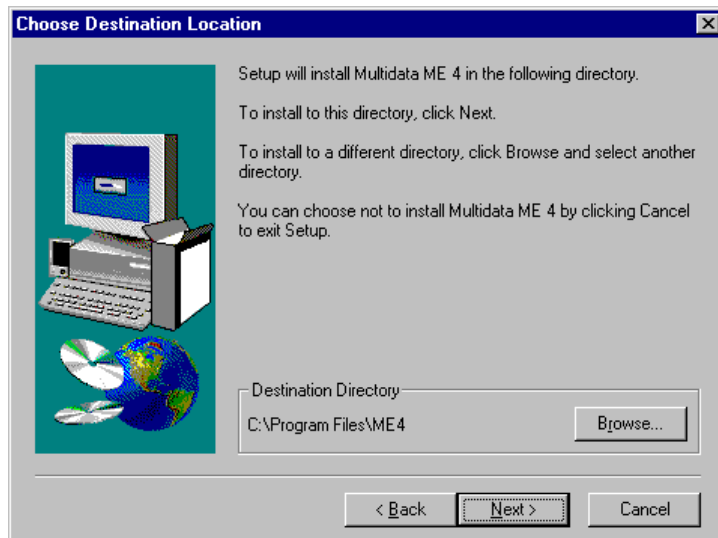 Choose Destination Location
Setup will install Multidata ME 4 in the following directory.
To install to this directory, click Next.
To install to a different directory, click Browse and select another
directory.
You can choose not to install Multidata ME 4 by clicking Cancel
to exit Setup.
Destination Directory
C:\Program Files\ME4
Browse...
< Back
Next >
Cancel